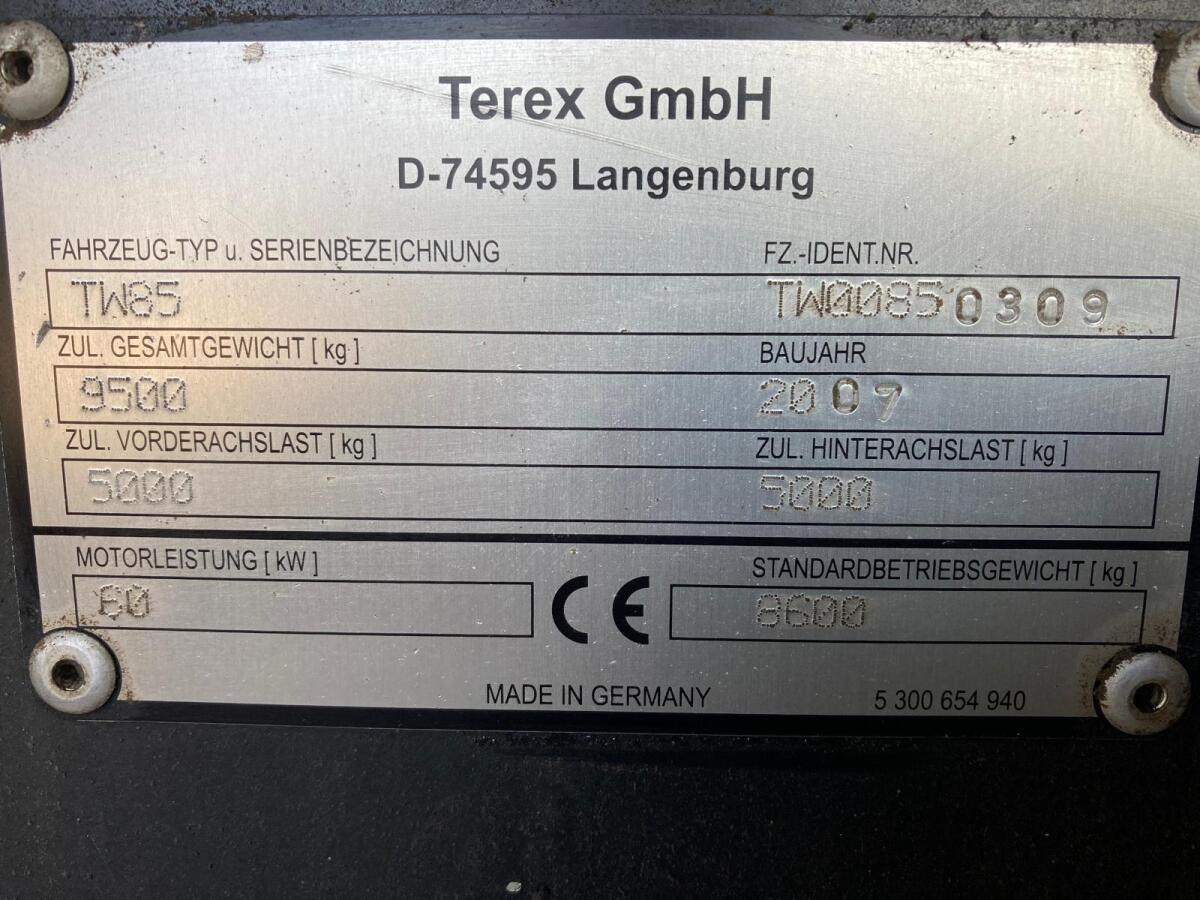 Terex GmbH
D-74595 Langenburg
FAHRZEUG-TYP u. SERIENBEZEICHNUNG FZ.-IDENT.NR.
TW85 TW00850309
ZUL. GESAMTGEWICHT [ kg ] BAUJAHR
9500 2007
ZUL. VORDERACHSLAST [ kg ] ZUL. HINTERACHSLAST [ kg ]
5000 5000
MOTORLEISTUNG [ kW ] STANDARDBETRIEBSGEWICHT [ kg ]
60 CE 8600
MADE IN GERMANY 5 300 654 940